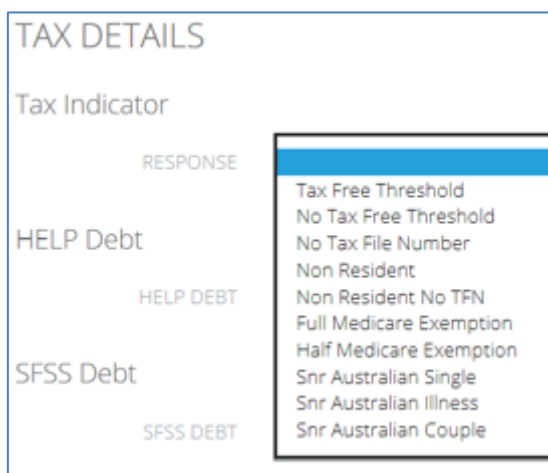 TAX DETAILS
Tax Indicator
RESPONSE
Tax Free Threshold
No Tax Free Threshold
No Tax File Number
Non Resident
Non Resident No TFN
Full Medicare Exemption
Half Medicare Exemption
Snr Australian Single
Snr Australian Illness
Snr Australian Couple
HELP Debt
HELP DEBT
SFSS Debt
SFSS DEBT